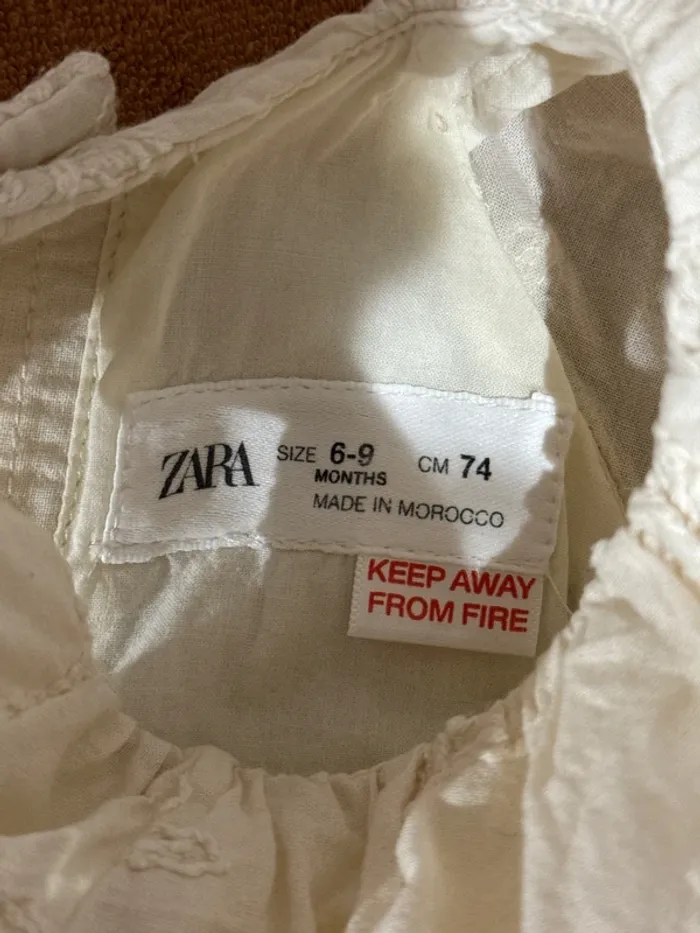 ZARA SIZE 6-9 CM 74
MONTHS
MADE IN MOROCCO
KEEP AWAY
FROM FIRE